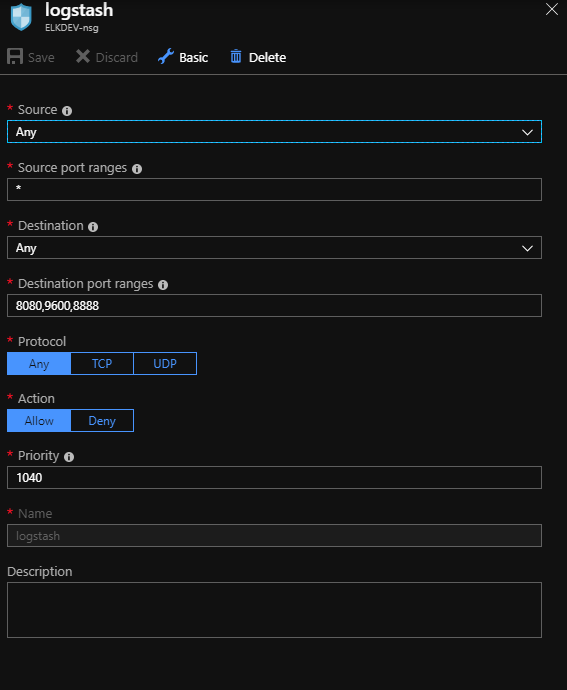 logstash
ELKDEV-nsg
Save Discard Basic Delete
* Source
Any
* Source port ranges
*
* Destination
Any
* Destination port ranges
8080,9600,8888
* Protocol
Any TCP UDP
* Action
Allow Deny
* Priority
1040
* Name
logstash
Description